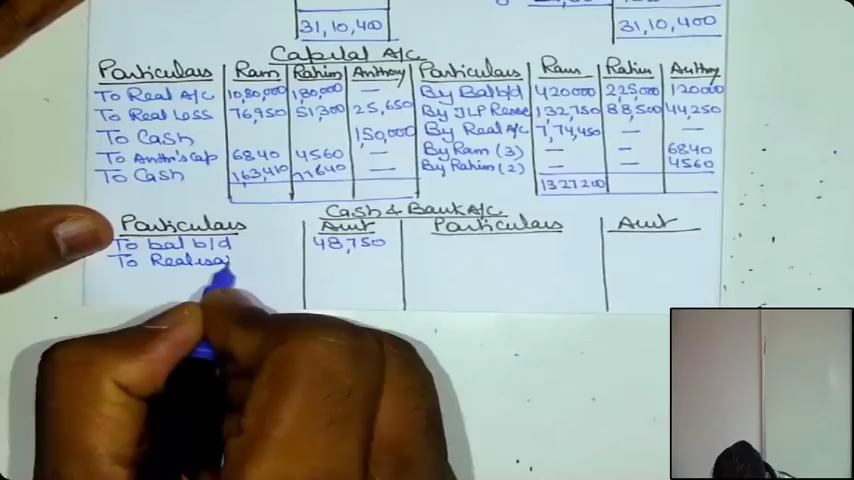 31,10,400 31,10,400
Capital A/c
Particulars Ram Rahim Anthony Particulars Ram Rahim Anthony
To Real A/c 10,80,000 1,80,000 — By Bal b/d 420000 225000 120000
To Real Loss 76,950 51,300 25,650 By JLP Reese 132,750 88,500 44,250
To Cash 150,000 By Real A/c 7,74,450 — —
To Anthr's Cap 6840 4560 — By Ram (3) — — 6840
To Cash 163,410 77640 — By Rahim (2) — — 4560
1327200
Cash & Bank A/c
Particulars Amt Particulars Amt
To bal b/d 48,750
To Realisa